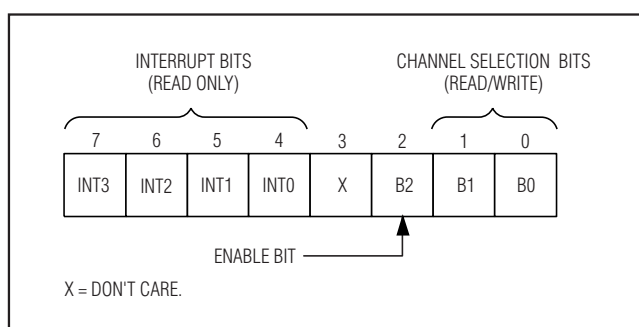 INTERRUPT BITS
(READ ONLY)
CHANNEL SELECTION BITS
(READ/WRITE)
7 6 5 4 3 2 1 0
INT3 INT2 INT1 INT0 X B2 B1 B0
ENABLE BIT
X = DON'T CARE.